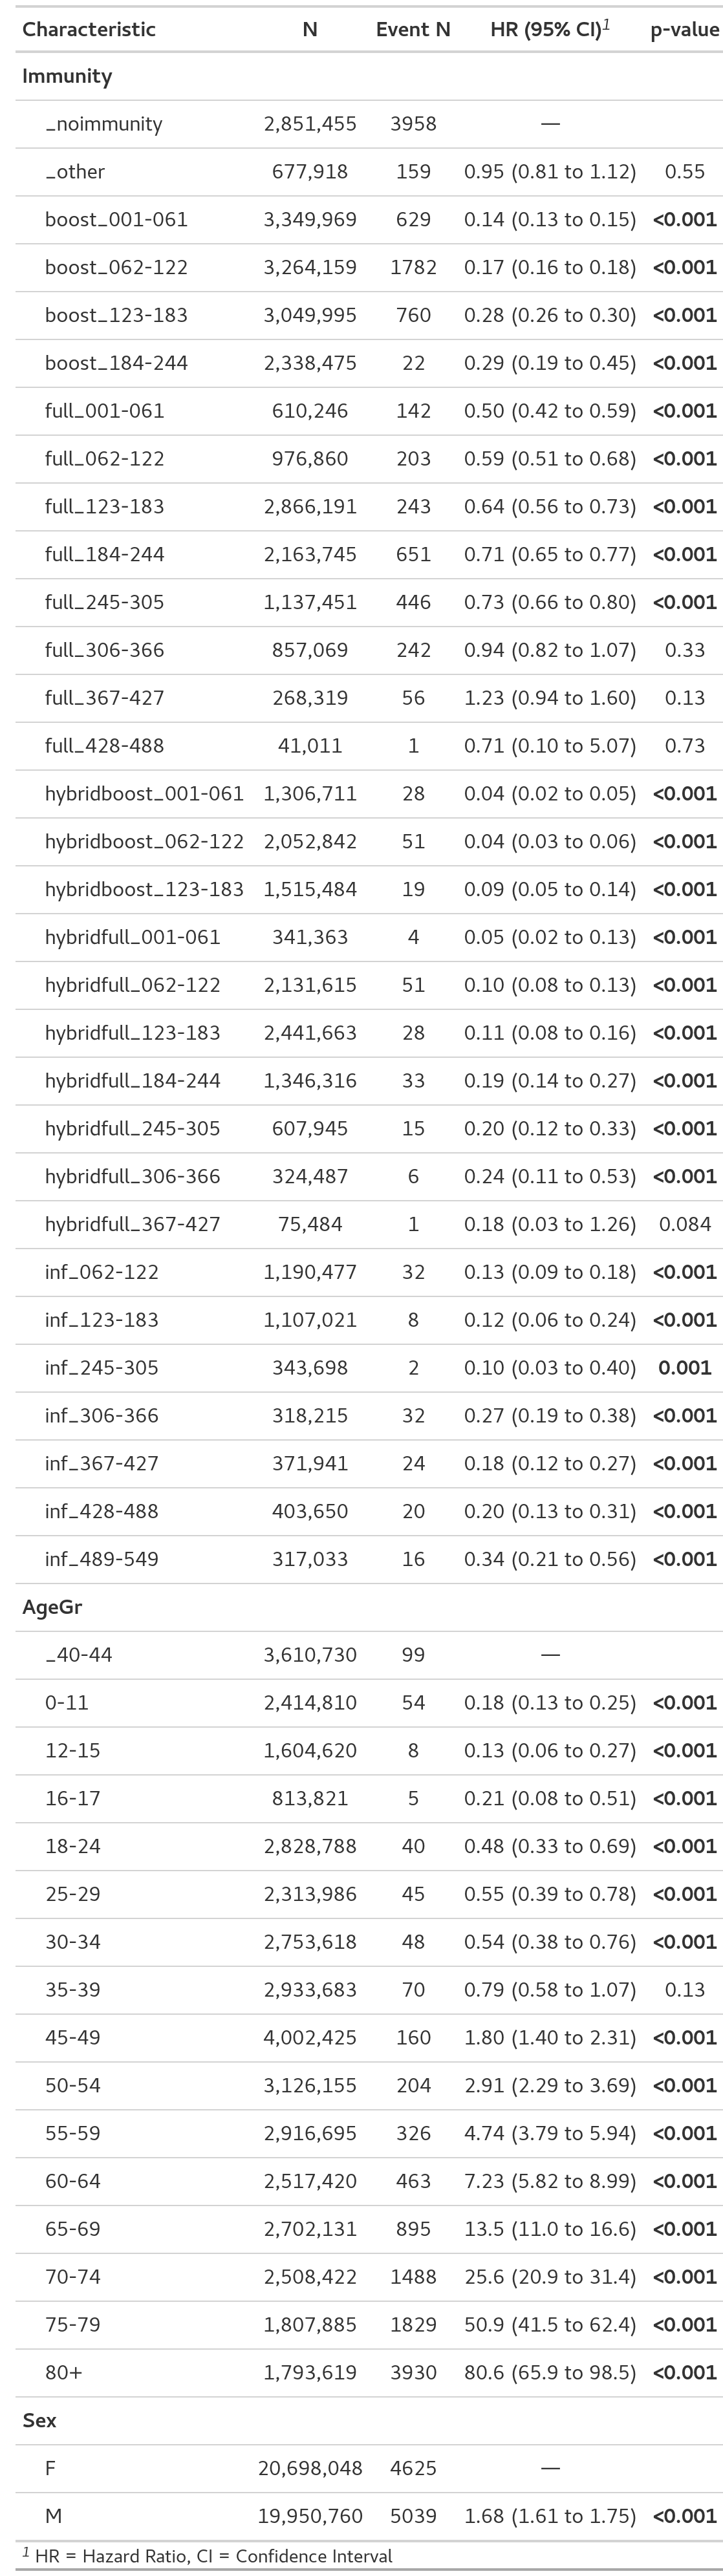 Characteristic N Event N HR (95% CI)1 p-value
Immunity
_noimmunity 2,851,455 3958 —
_other 677,918 159 0.95 (0.81 to 1.12) 0.55
boost_001-061 3,349,969 629 0.14 (0.13 to 0.15) <0.001
boost_062-122 3,264,159 1782 0.17 (0.16 to 0.18) <0.001
boost_123-183 3,049,995 760 0.28 (0.26 to 0.30) <0.001
boost_184-244 2,338,475 22 0.29 (0.19 to 0.45) <0.001
full_001-061 610,246 142 0.50 (0.42 to 0.59) <0.001
full_062-122 976,860 203 0.59 (0.51 to 0.68) <0.001
full_123-183 2,866,191 243 0.64 (0.56 to 0.73) <0.001
full_184-244 2,163,745 651 0.71 (0.65 to 0.77) <0.001
full_245-305 1,137,451 446 0.73 (0.66 to 0.80) <0.001
full_306-366 857,069 242 0.94 (0.82 to 1.07) 0.33
full_367-427 268,319 56 1.23 (0.94 to 1.60) 0.13
full_428-488 41,011 1 0.71 (0.10 to 5.07) 0.73
hybridboost_001-061 1,306,711 28 0.04 (0.02 to 0.05) <0.001
hybridboost_062-122 2,052,842 51 0.04 (0.03 to 0.06) <0.001
hybridboost_123-183 1,515,484 19 0.09 (0.05 to 0.14) <0.001
hybridfull_001-061 341,363 4 0.05 (0.02 to 0.13) <0.001
hybridfull_062-122 2,131,615 51 0.10 (0.08 to 0.13) <0.001
hybridfull_123-183 2,441,663 28 0.11 (0.08 to 0.16) <0.001
hybridfull_184-244 1,346,316 33 0.19 (0.14 to 0.27) <0.001
hybridfull_245-305 607,945 15 0.20 (0.12 to 0.33) <0.001
hybridfull_306-366 324,487 6 0.24 (0.11 to 0.53) <0.001
hybridfull_367-427 75,484 1 0.18 (0.03 to 1.26) 0.084
inf_062-122 1,190,477 32 0.13 (0.09 to 0.18) <0.001
inf_123-183 1,107,021 8 0.12 (0.06 to 0.24) <0.001
inf_245-305 343,698 2 0.10 (0.03 to 0.40) 0.001
inf_306-366 318,215 32 0.27 (0.19 to 0.38) <0.001
inf_367-427 371,941 24 0.18 (0.12 to 0.27) <0.001
inf_428-488 403,650 20 0.20 (0.13 to 0.31) <0.001
inf_489-549 317,033 16 0.34 (0.21 to 0.56) <0.001
AgeGr
_40-44 3,610,730 99 —
0-11 2,414,810 54 0.18 (0.13 to 0.25) <0.001
12-15 1,604,620 8 0.13 (0.06 to 0.27) <0.001
16-17 813,821 5 0.21 (0.08 to 0.51) <0.001
18-24 2,828,788 40 0.48 (0.33 to 0.69) <0.001
25-29 2,313,986 45 0.55 (0.39 to 0.78) <0.001
30-34 2,753,618 48 0.54 (0.38 to 0.76) <0.001
35-39 2,933,683 70 0.79 (0.58 to 1.07) 0.13
45-49 4,002,425 160 1.80 (1.40 to 2.31) <0.001
50-54 3,126,155 204 2.91 (2.29 to 3.69) <0.001
55-59 2,916,695 326 4.74 (3.79 to 5.94) <0.001
60-64 2,517,420 463 7.23 (5.82 to 8.99) <0.001
65-69 2,702,131 895 13.5 (11.0 to 16.6) <0.001
70-74 2,508,422 1488 25.6 (20.9 to 31.4) <0.001
75-79 1,807,885 1829 50.9 (41.5 to 62.4) <0.001
80+ 1,793,619 3930 80.6 (65.9 to 98.5) <0.001
Sex
F 20,698,048 4625 —
M 19,950,760 5039 1.68 (1.61 to 1.75) <0.001
1 HR = Hazard Ratio, CI = Confidence Interval